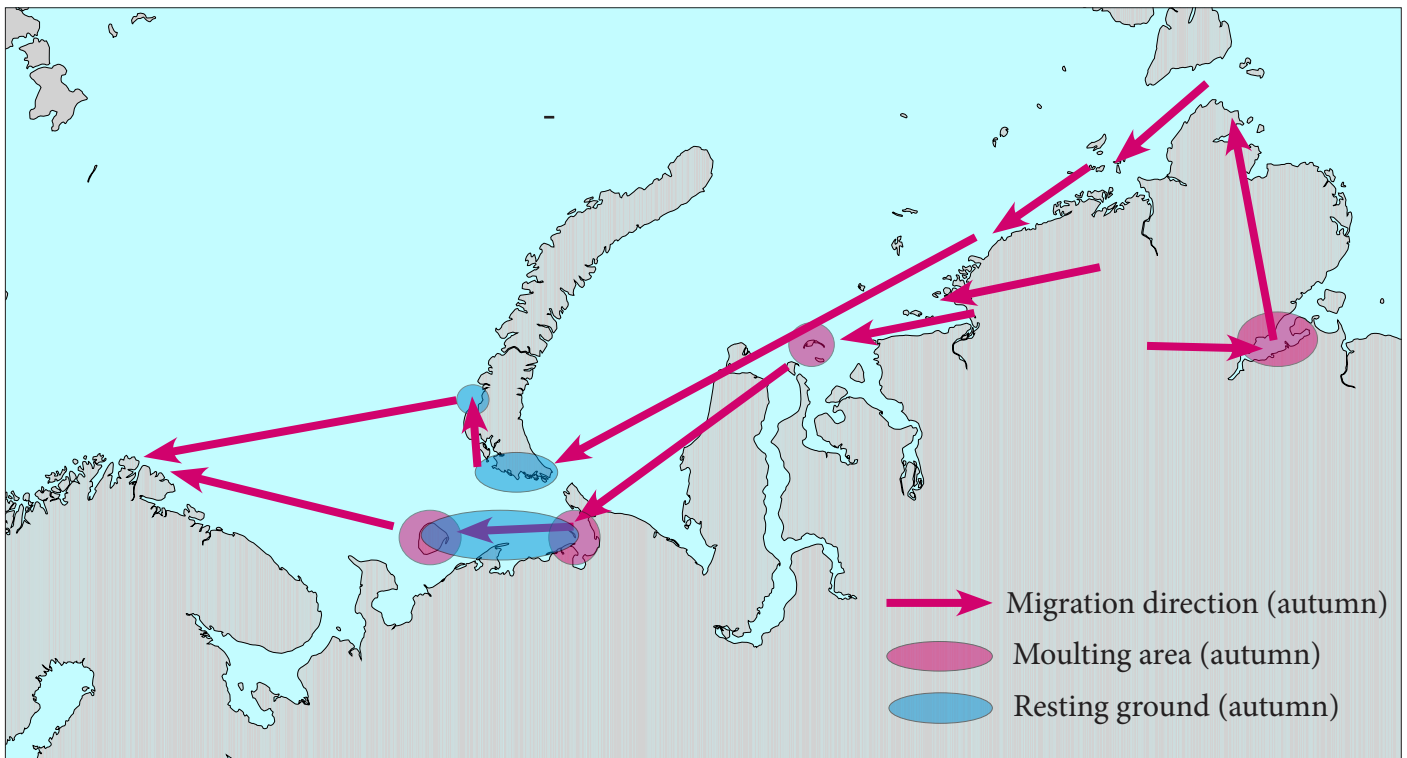 Migration direction (autumn)
Moulting area (autumn)
Resting ground (autumn)